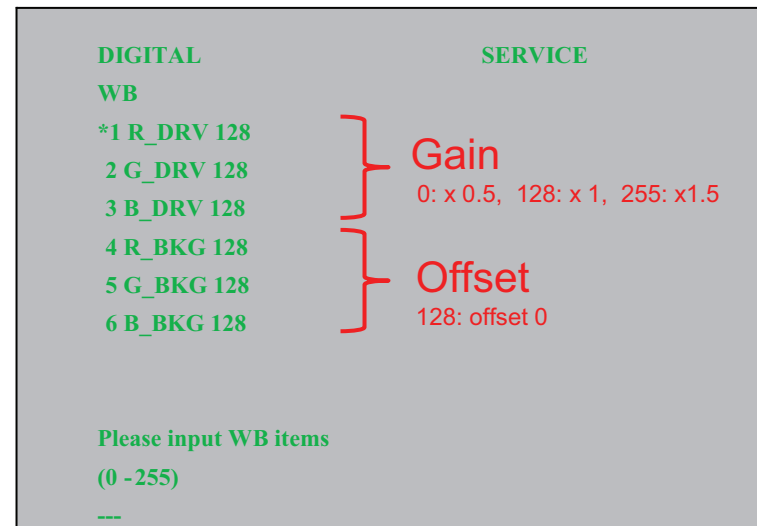 DIGITAL SERVICE
WB
*1 R_DRV 128
2 G_DRV 128
3 B_DRV 128
Gain
0: x 0.5, 128: x 1, 255: x1.5
4 R_BKG 128
5 G_BKG 128
6 B_BKG 128
Offset
128: offset 0
Please input WB items
(0 - 255)
---